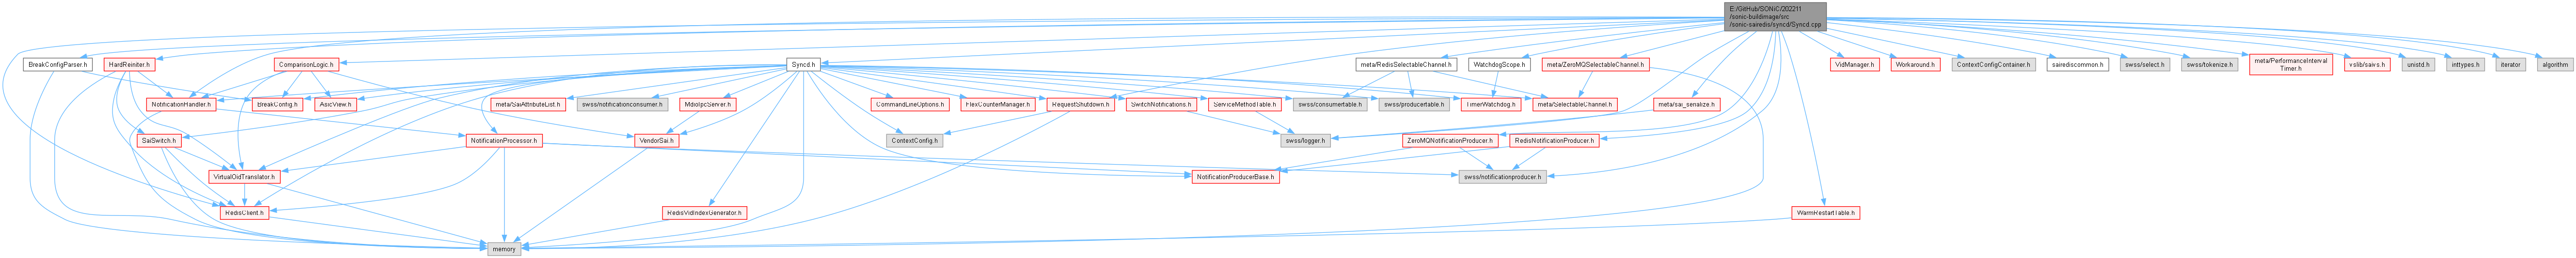 E:/GitHub/SONiC/202211
/sonic-buildimage/src
/sonic-sairedis/syncd/Syncd.cpp
BreakConfigParser.h
HardReiniter.h
ComparisonLogic.h
Syncd.h
meta/RedisSelectableChannel.h
WatchdogScope.h
meta/ZeroMQSelectableChannel.h
VidManager.h
Workaround.h
ContextConfigContainer.h
sairediscommon.h
swss/select.h
swss/tokenize.h
meta/PerformanceInterval
Timer.h
vslib/saivs.h
unistd.h
inttypes.h
iterator
algorithm
NotificationHandler.h
BreakConfig.h
AsicView.h
meta/SaiAttributeList.h
swss/notificationconsumer.h
MdioIpcServer.h
CommandLineOptions.h
FlexCounterManager.h
RequestShutdown.h
SwitchNotifications.h
ServiceMethodTable.h
swss/consumertable.h
swss/producertable.h
TimerWatchdog.h
meta/SelectableChannel.h
meta/sai_serialize.h
SaiSwitch.h
NotificationProcessor.h
VendorSai.h
ContextConfig.h
swss/logger.h
ZeroMQNotificationProducer.h
RedisNotificationProducer.h
VirtualOidTranslator.h
NotificationProducerBase.h
swss/notificationproducer.h
RedisClient.h
RedisVidIndexGenerator.h
WarmRestartTable.h
memory